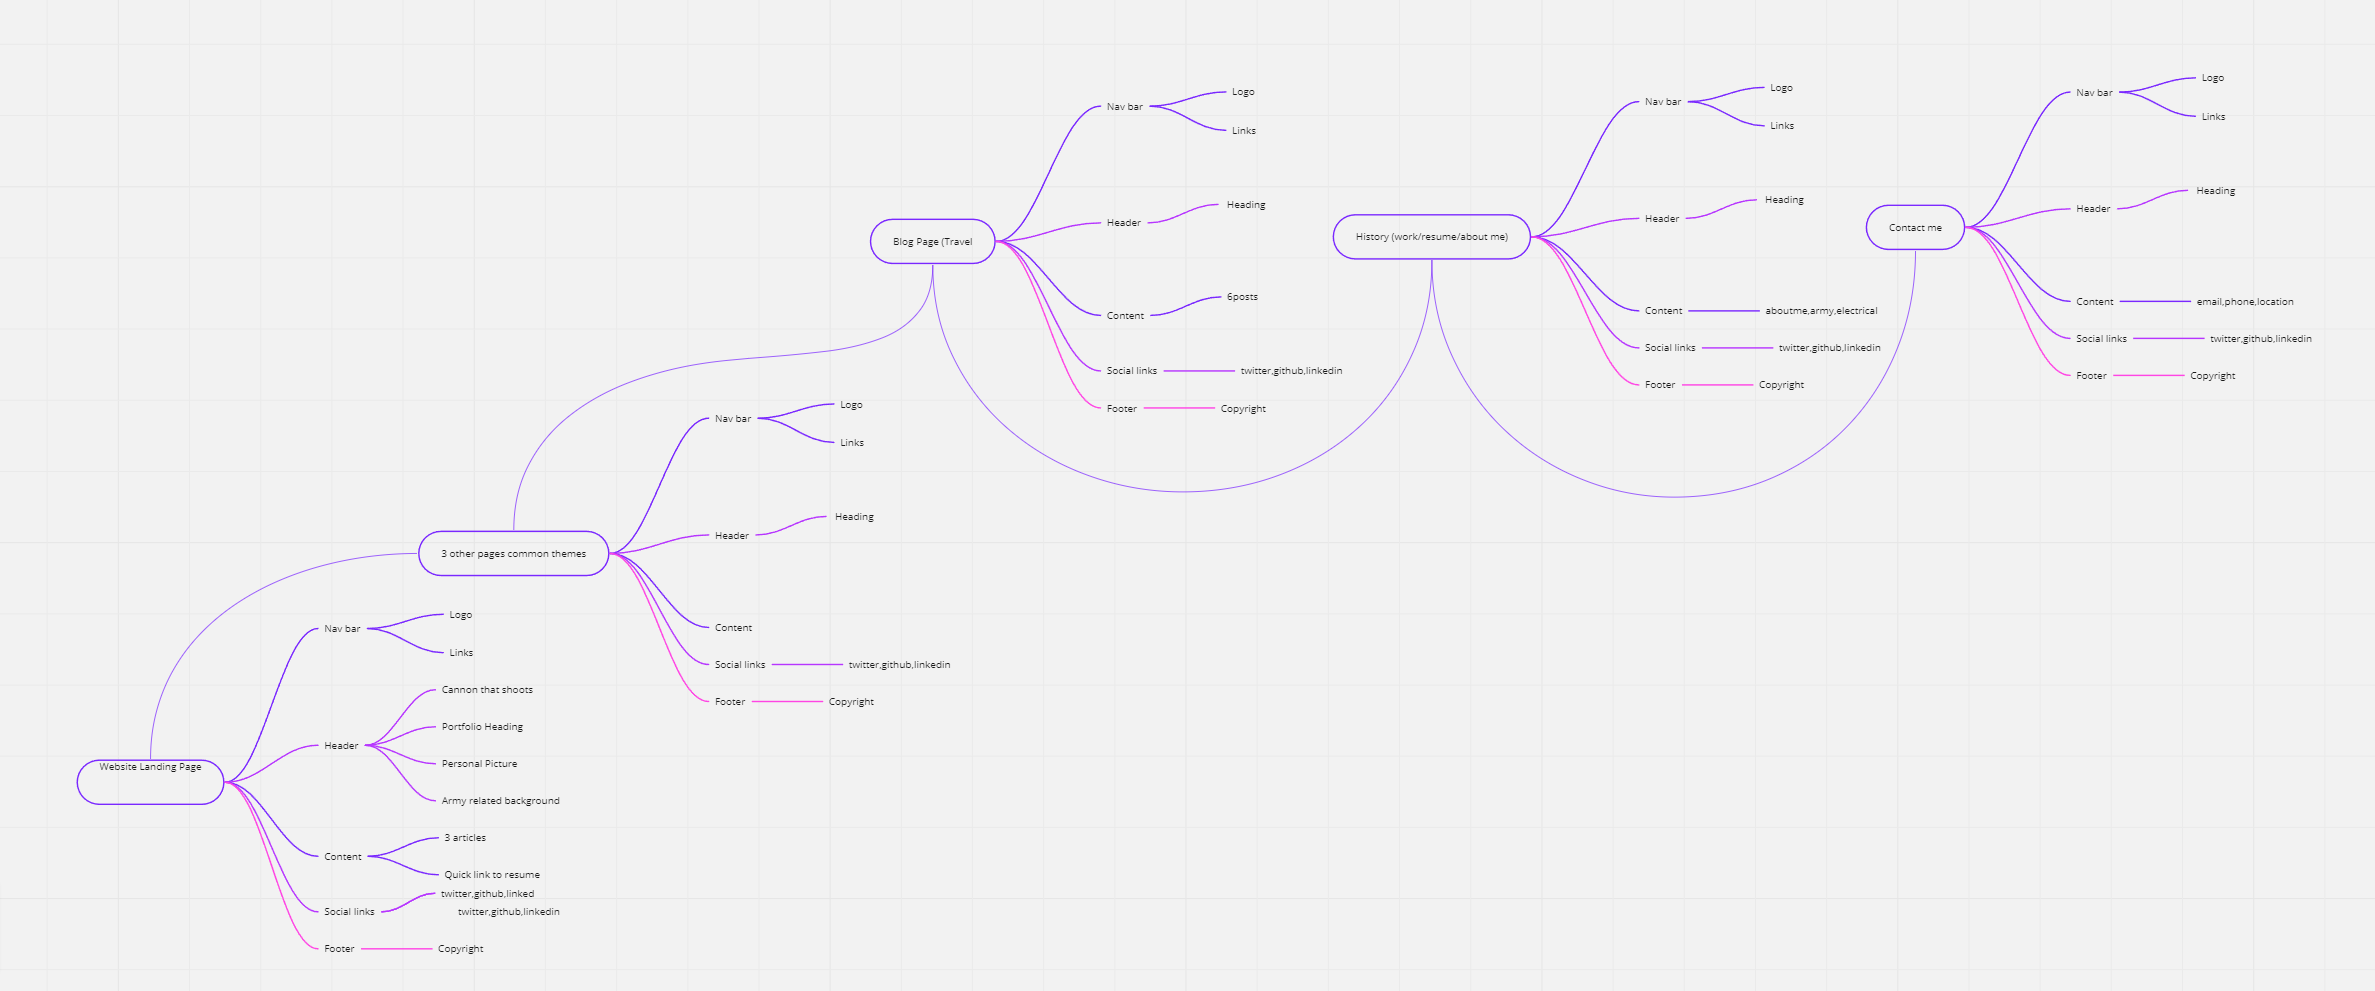 Website Landing Page
Nav bar
Logo
Links
Header
Cannon that shoots
Portfolio Heading
Personal Picture
Army related background
Content
3 articles
Quick link to resume
Social links
twitter,github,linked
twitter,github,linkedin
Footer
Copyright
3 other pages common themes
Nav bar
Logo
Links
Header
Heading
Content
Social links
twitter,github,linkedin
Footer
Copyright
Blog Page (Travel
Nav bar
Logo
Links
Header
Heading
Content
6posts
Social links
twitter,github,linkedin
Footer
Copyright
History (work/resume/about me)
Nav bar
Logo
Links
Header
Heading
Content
aboutme,army,electrical
Social links
twitter,github,linkedin
Footer
Copyright
Contact me
Nav bar
Logo
Links
Header
Heading
Content
email,phone,location
Social links
twitter,github,linkedin
Footer
Copyright